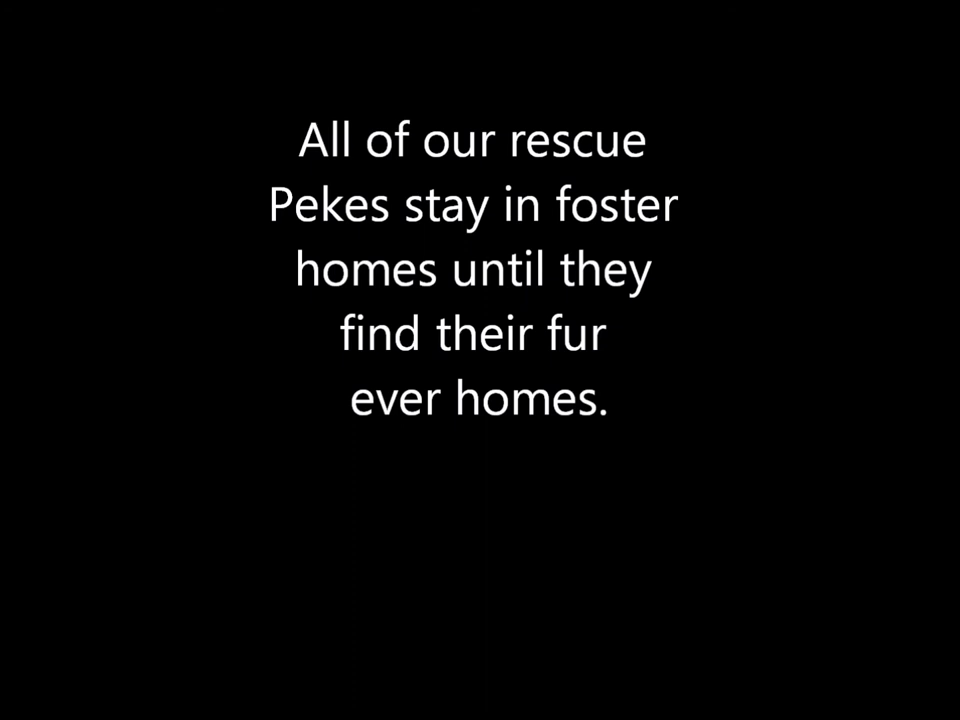 All of our rescue
Pekes stay in foster
homes until they
find their fur
ever homes.